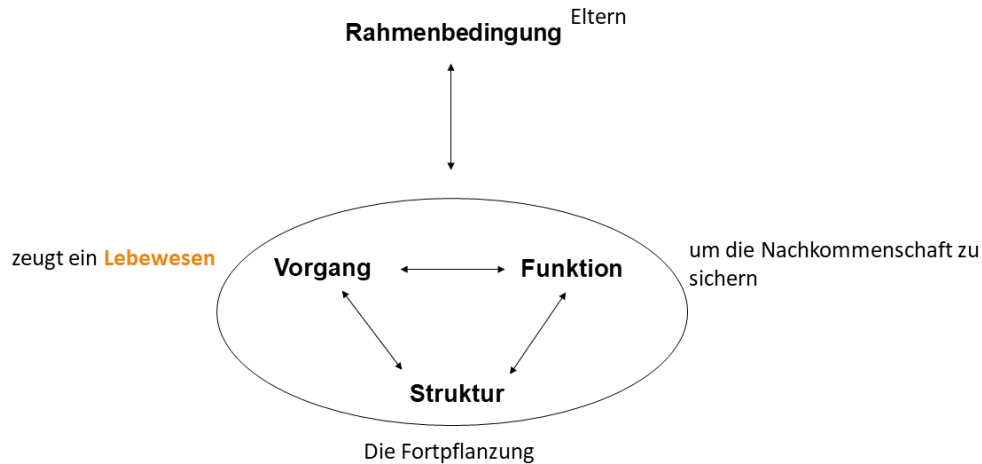 Eltern
Rahmenbedingung
zeugt ein Lebewesen
Vorgang
Funktion
um die Nachkommenschaft zu
sichern
Struktur
Die Fortpflanzung